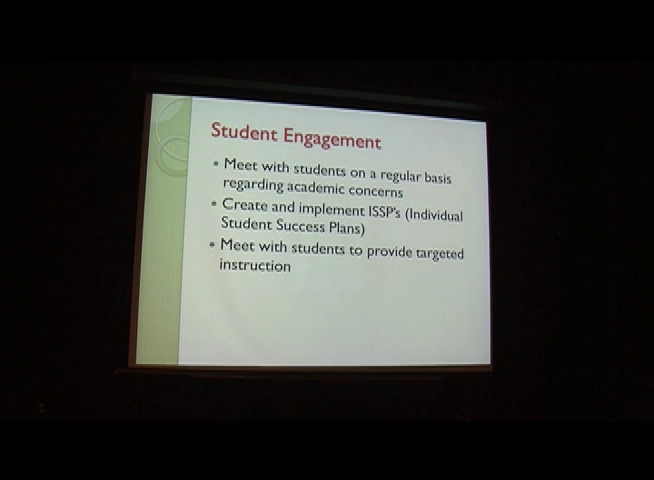 Student Engagement
• Meet with students on a regular basis
regarding academic concerns
• Create and implement ISSP's (Individual
Student Success Plans)
• Meet with students to provide targeted
instruction